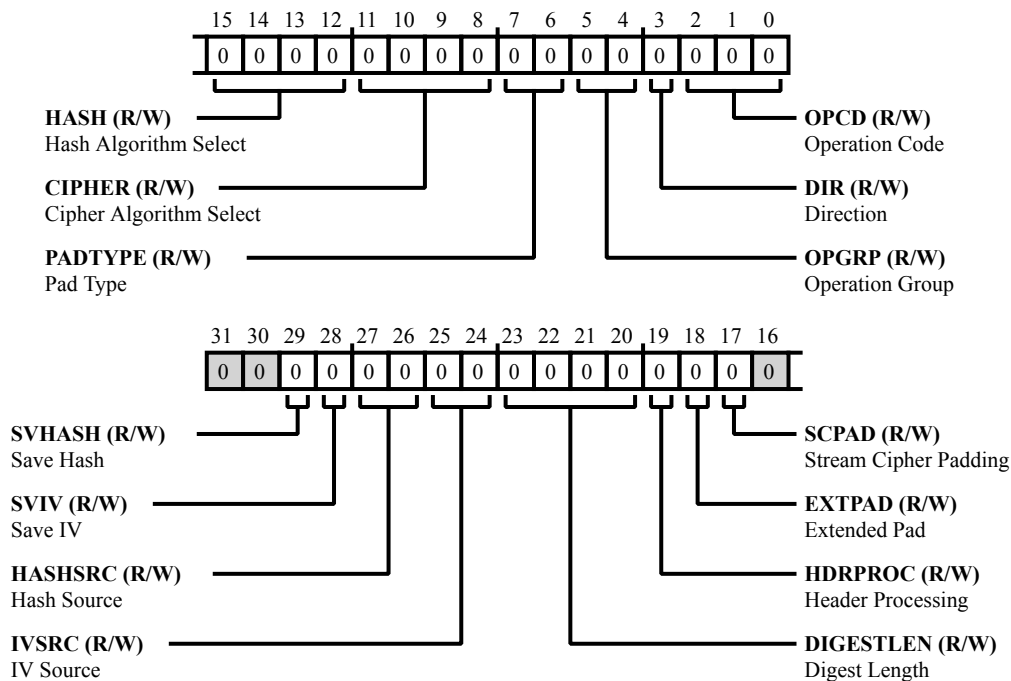 15 14 13 12 11 10 9 8 7 6 5 4 3 2 1 0
0 0 0 0 0 0 0 0 0 0 0 0 0 0 0 0
HASH (R/W)
Hash Algorithm Select
OPCD (R/W)
Operation Code
CIPHER (R/W)
Cipher Algorithm Select
DIR (R/W)
Direction
PADTYPE (R/W)
Pad Type
OPGRP (R/W)
Operation Group
31 30 29 28 27 26 25 24 23 22 21 20 19 18 17 16
0 0 0 0 0 0 0 0 0 0 0 0 0 0 0 0
SVHASH (R/W)
Save Hash
SCPAD (R/W)
Stream Cipher Padding
SVIV (R/W)
Save IV
EXTPAD (R/W)
Extended Pad
HASHSRC (R/W)
Hash Source
HDRPROC (R/W)
Header Processing
IVSRC (R/W)
IV Source
DIGESTLEN (R/W)
Digest Length